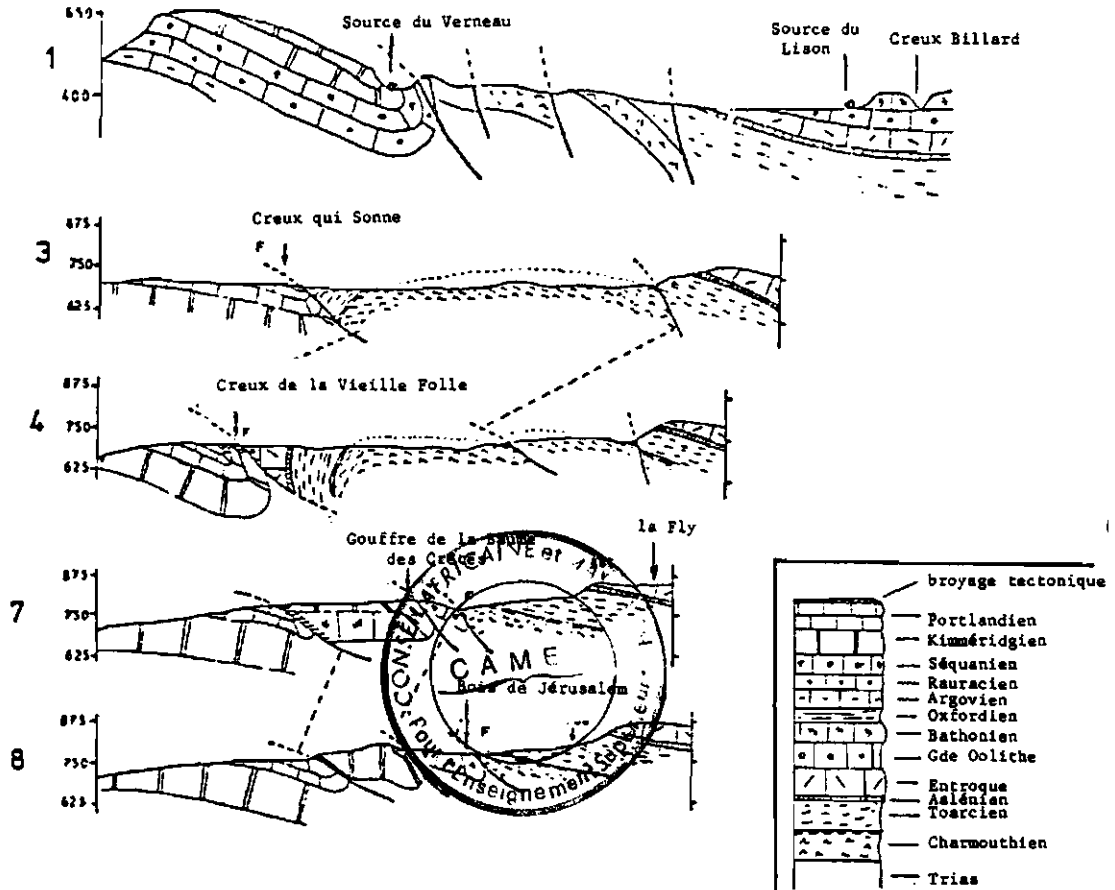 650
Source du Verneau
Source du Lison
Creux Billard
1
400
875
Creux qui Sonne
3
F
750
625
875
Creux de la Vieille Folle
4
F
750
625
la Fly
Gouffre de la Baume
des Crêtes
875
7
750
625
CAME
Bois de Jérusalem
875
F
8
750
625
broyage tectonique
Portlandien
Kimméridgien
Séquanien
Rauracien
Argovien
Oxfordien
Bathonien
Gde Oolithe
Entroque
Aalénian
Toarcien
Charmouthien
Trias